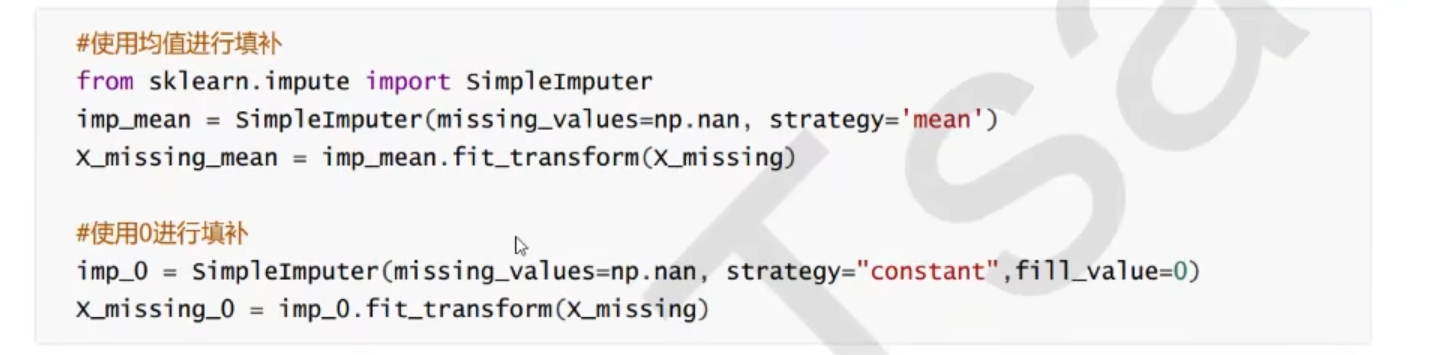 #使用均值进行填补
from sklearn.impute import SimpleImputer
imp_mean = SimpleImputer(missing_values=np.nan, strategy='mean')
X_missing_mean = imp_mean.fit_transform(X_missing)
#使用0进行填补
imp_0 = SimpleImputer(missing_values=np.nan, strategy="constant",fill_value=0)
X_missing_0 = imp_0.fit_transform(X_missing)
Tsa